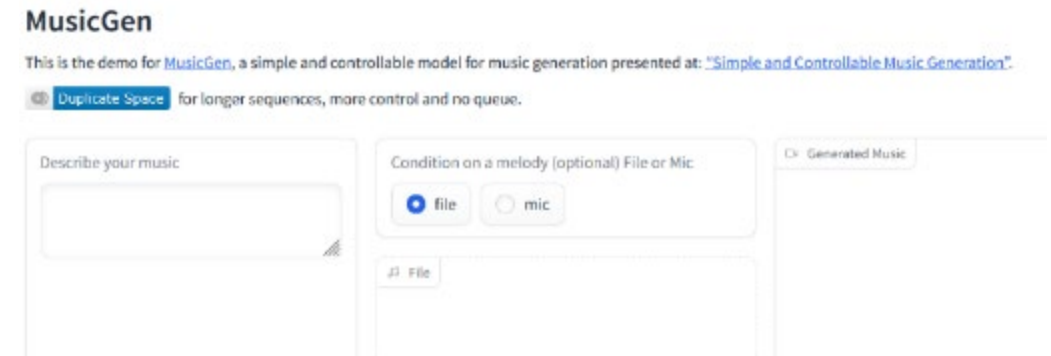 MusicGen
This is the demo for MusicGen, a simple and controllable model for music generation presented at: "Simple and Controllable Music Generation".
Duplicate Space for longer sequences, more control and no queue.
Describe your music
Condition on a melody (optional) File or Mic
file mic
File
Generated Music